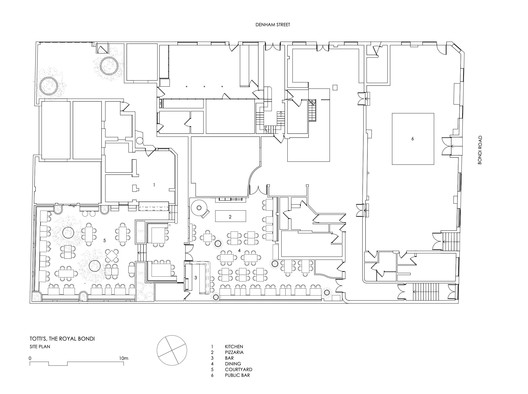 DENHAM STREET
BONDI ROAD
1
2
3
4
5
6
TOTTI'S, THE ROYAL BONDI
SITE PLAN
0 10m
1 KITCHEN
2 PIZZARIA
3 BAR
4 DINING
5 COURTYARD
6 PUBLIC BAR